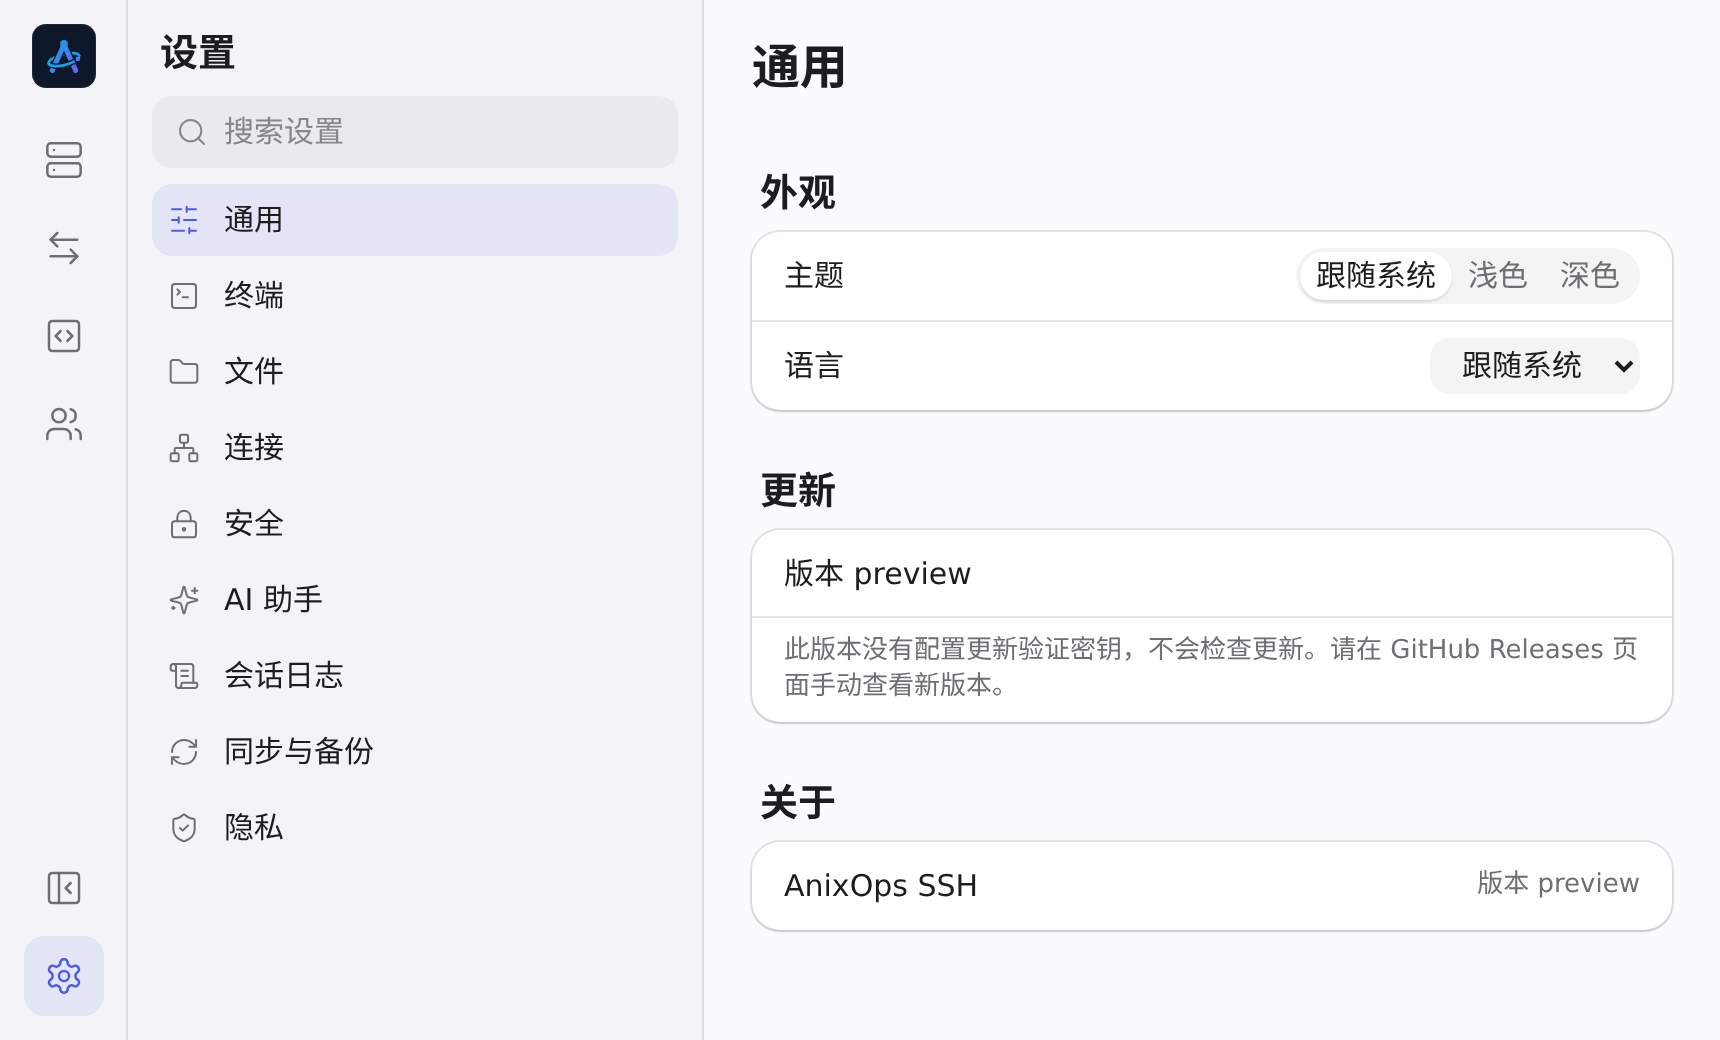 设置
搜索设置
通用
终端
文件
连接
安全
AI 助手
会话日志
同步与备份
隐私
通用
外观
主题
跟随系统 浅色 深色
语言
跟随系统
更新
版本 preview
此版本没有配置更新验证密钥，不会检查更新。请在 GitHub Releases 页
面手动查看新版本。
关于
AnixOps SSH
版本 preview